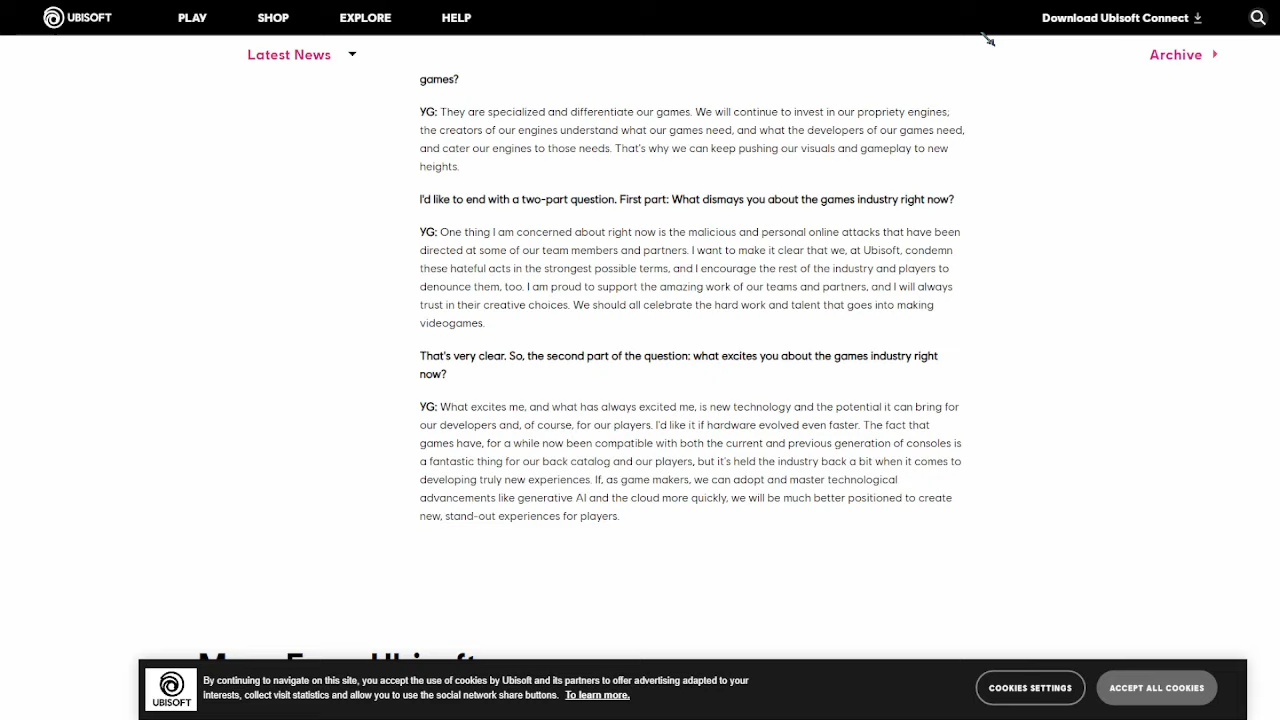 UBISOFT PLAY SHOP EXPLORE HELP Download Ubisoft Connect
Latest News Archive
games?
YG: They are specialized and differentiate our games. We will continue to invest in our propriety engines;
the creators of our engines understand what our games need, and what the developers of our games need,
and cater our engines to those needs. That's why we can keep pushing our visuals and gameplay to new
heights.
I'd like to end with a two-part question. First part: What dismays you about the games industry right now?
YG: One thing I am concerned about right now is the malicious and personal online attacks that have been
directed at some of our team members and partners. I want to make it clear that we, at Ubisoft, condemn
these hateful acts in the strongest possible terms, and I encourage the rest of the industry and players to
denounce them, too. I am proud to support the amazing work of our teams and partners, and I will always
trust in their creative choices. We should all celebrate the hard work and talent that goes into making
videogames.
That's very clear. So, the second part of the question: what excites you about the games industry right
now?
YG: What excites me, and what has always excited me, is new technology and the potential it can bring for
our developers and, of course, for our players. I'd like it if hardware evolved even faster. The fact that
games have, for a while now been compatible with both the current and previous generation of consoles is
a fantastic thing for our back catalog and our players, but it's held the industry back a bit when it comes to
developing truly new experiences. If, as game makers, we can adopt and master technological
advancements like generative AI and the cloud more quickly, we will be much better positioned to create
new, stand-out experiences for players.
More From Ubisoft
UBISOFT
By continuing to navigate on this site, you accept the use of cookies by Ubisoft and its partners to offer advertising adapted to your
interests, collect visit statistics and allow you to use the social network share buttons. To learn more.
COOKIES SETTINGS ACCEPT ALL COOKIES